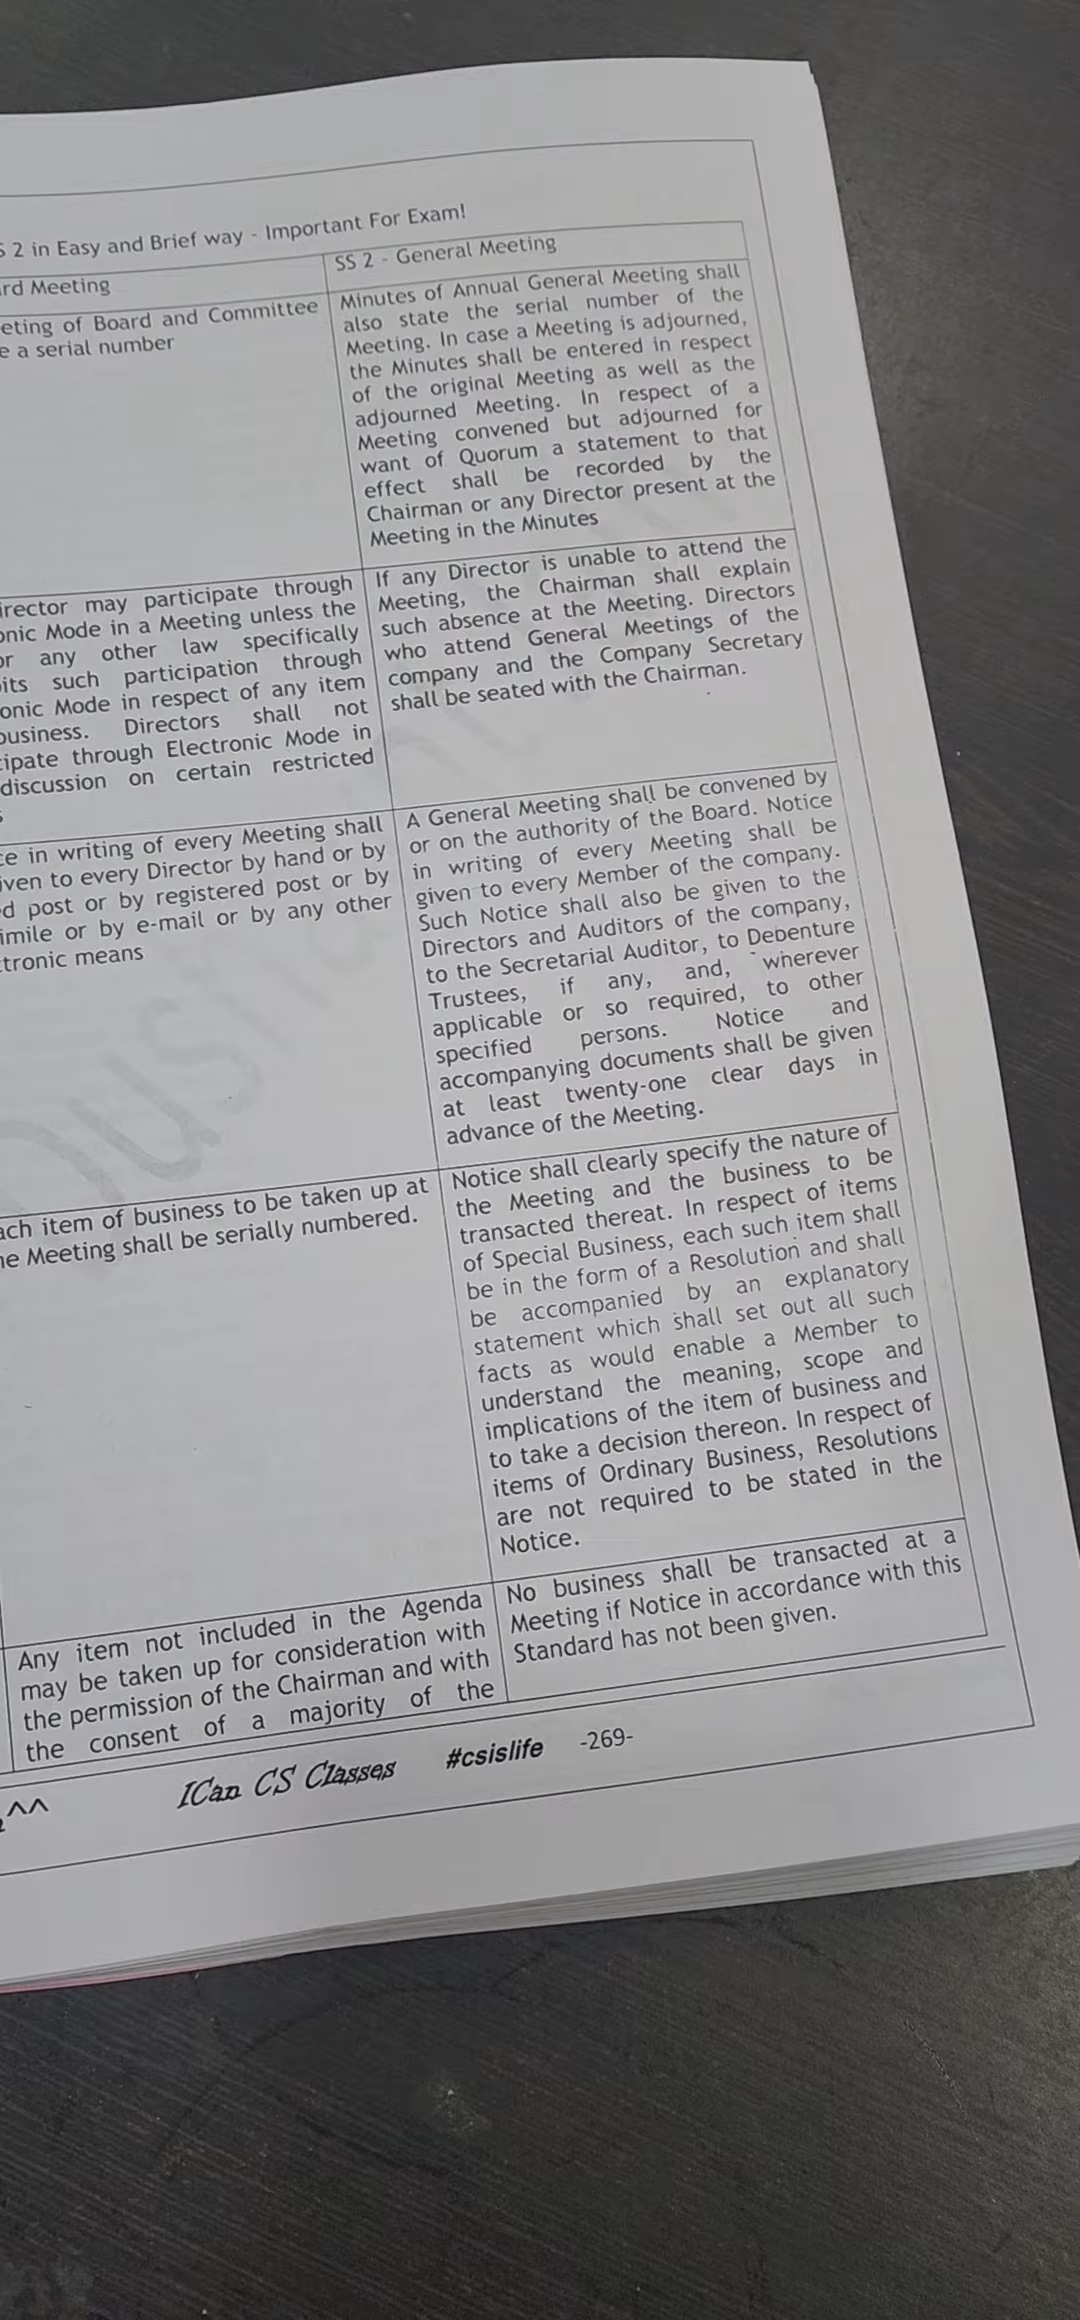 2 in Easy and Brief way - Important For Exam!
Meeting
SS 2 - General Meeting
of Board and Committee
a serial number
Minutes of Annual General Meeting shall
also state the serial number of the
Meeting. In case a Meeting is adjourned,
the Minutes shall be entered in respect
of the original Meeting as well as the
adjourned Meeting. In respect of a
Meeting convened but adjourned for
want of Quorum a statement to that
effect shall be recorded by the
Chairman or any Director present at the
Meeting in the Minutes
may participate through
Mode in a Meeting unless the
any other law specifically
such participation through
Mode in respect of any item
Directors shall not
through Electronic Mode in
discussion on certain restricted
If any Director is unable to attend the
Meeting, the Chairman shall explain
such absence at the Meeting. Directors
who attend General Meetings of the
company and the Company Secretary
shall be seated with the Chairman.
in writing of every Meeting shall
to every Director by hand or by
post or by registered post or by
or by e-mail or by any other
means
A General Meeting shall be convened by
or on the authority of the Board. Notice
in writing of every Meeting shall be
given to every Member of the company.
Such Notice shall also be given to the
Directors and Auditors of the company,
to the Secretarial Auditor, to Debenture
Trustees, if any, and, wherever
applicable or so required, to other
specified persons. Notice and
accompanying documents shall be given
at least twenty-one clear days in
advance of the Meeting.
item of business to be taken up at
Meeting shall be serially numbered.
Notice shall clearly specify the nature of
the Meeting and the business to be
transacted thereat. In respect of items
of Special Business, each such item shall
be in the form of a Resolution and shall
be accompanied by an explanatory
statement which shall set out all such
facts as would enable a Member to
understand the meaning, scope and
implications of the item of business and
to take a decision thereon. In respect of
items of Ordinary Business, Resolutions
are not required to be stated in the
Notice.
Any item not included in the Agenda
may be taken up for consideration with
the permission of the Chairman and with
the consent of a majority of the
No business shall be transacted at a
Meeting if Notice in accordance with this
Standard has not been given.
^^ ICan CS Classes #csislife -269-